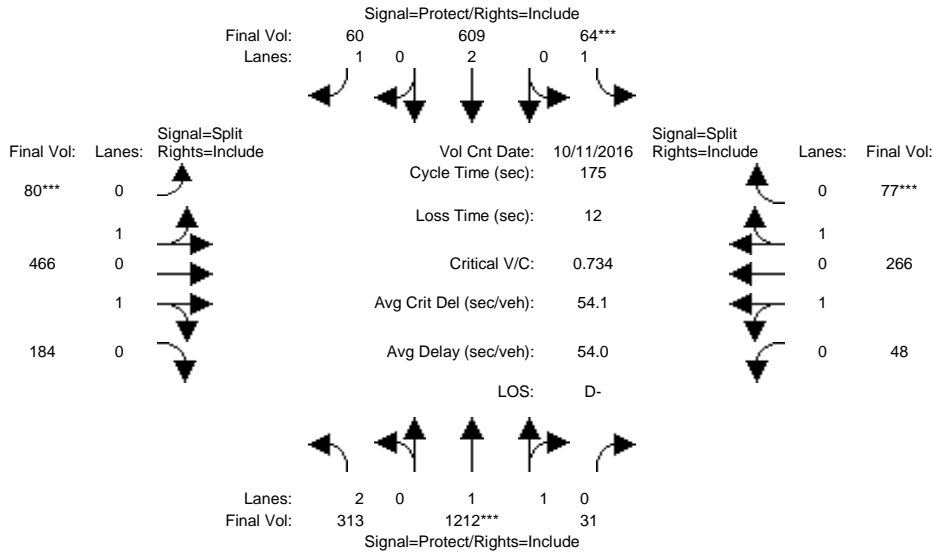 Signal=Protect/Rights=Include
Final Vol: 60 609 64***
Lanes: 1 0 2 0 1
Signal=Split Signal=Split
Final Vol: Lanes: Rights=Include Vol Cnt Date: 10/11/2016 Rights=Include Lanes: Final Vol:
Cycle Time (sec): 175
80*** 0 0 77***
Loss Time (sec): 12
1 1
466 0 Critical V/C: 0.734 0 266
1 Avg Crit Del (sec/veh): 54.1 1
184 0 Avg Delay (sec/veh): 54.0 0 48
LOS: D-
Lanes: 2 0 1 1 0
Final Vol: 313 1212*** 31
Signal=Protect/Rights=Include